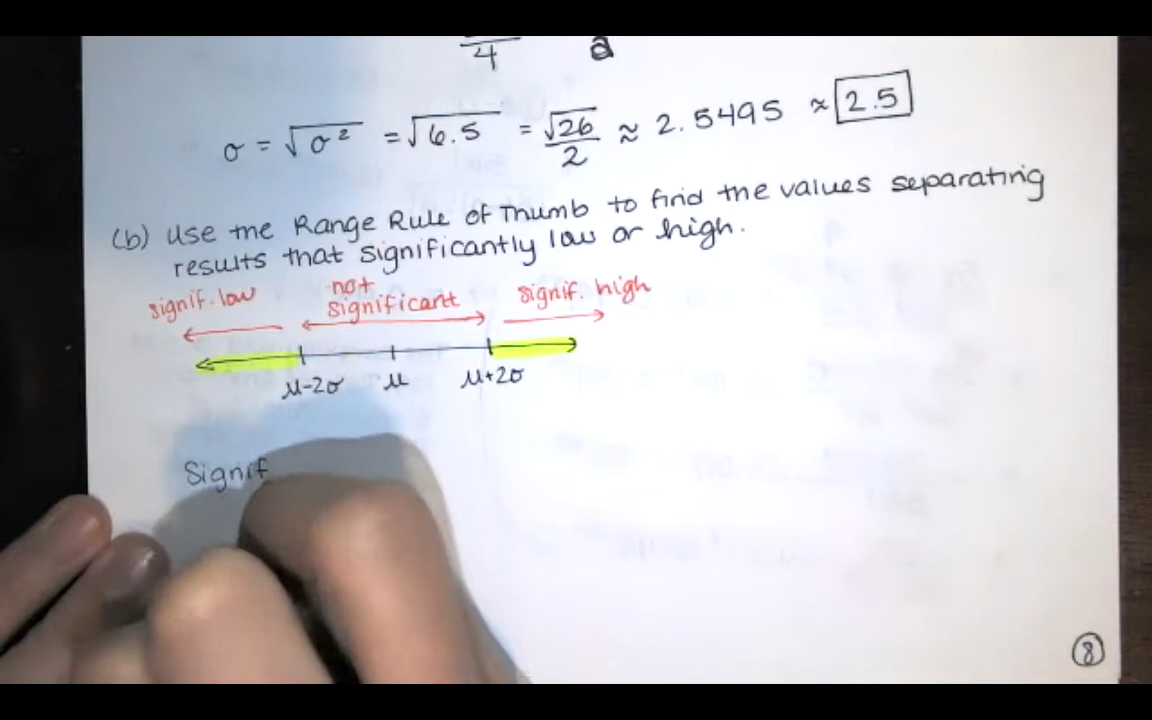 4 a
σ = √σ² = √6.5 = √26/2 ≈ 2.5495 ≈ 2.5
(b) Use the Range Rule of Thumb to find the values separating
results that significantly low or high.
signif. low not significant signif. high
μ-2σ μ μ+2σ
Signif
8